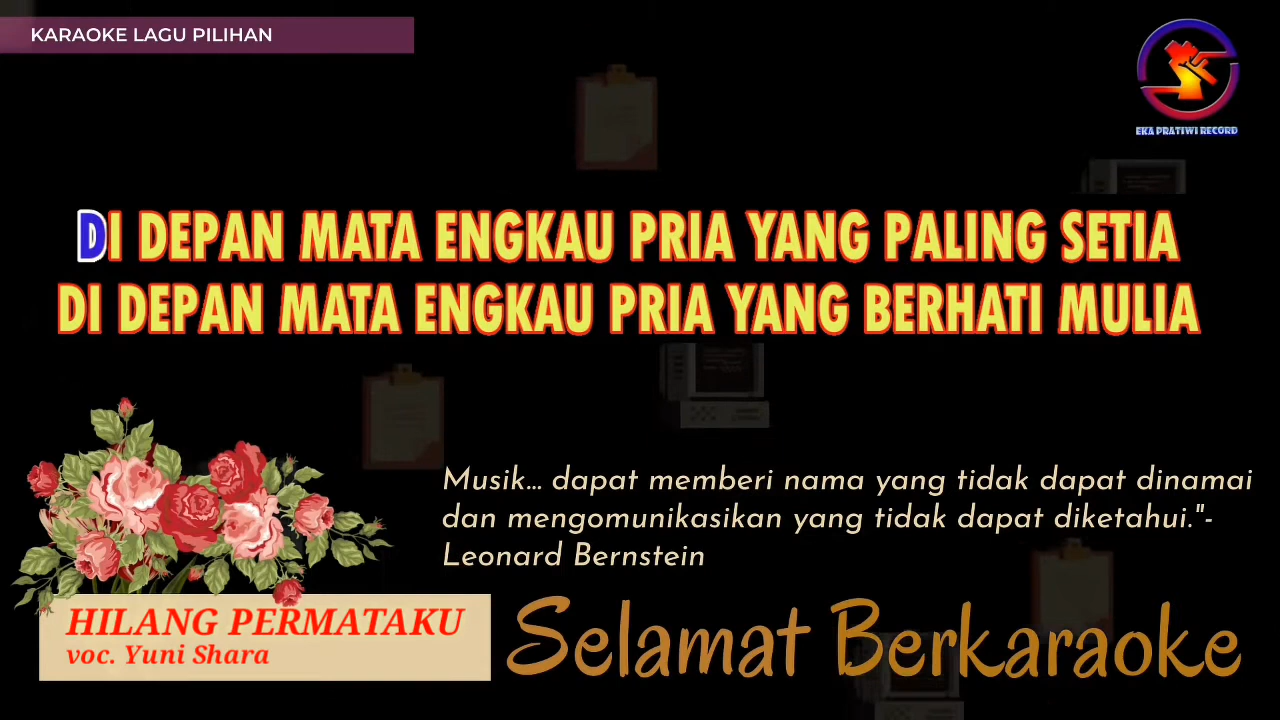 KARAOKE LAGU PILIHAN
EKA PRATIWI RECORD
DI DEPAN MATA ENGKAU PRIA YANG PALING SETIA
DI DEPAN MATA ENGKAU PRIA YANG BERHATI MULIA
Musik... dapat memberi nama yang tidak dapat dinamai
dan mengomunikasikan yang tidak dapat diketahui."-
Leonard Bernstein
HILANG PERMATAKU
voc. Yuni Shara
Selamat Berkaraoke